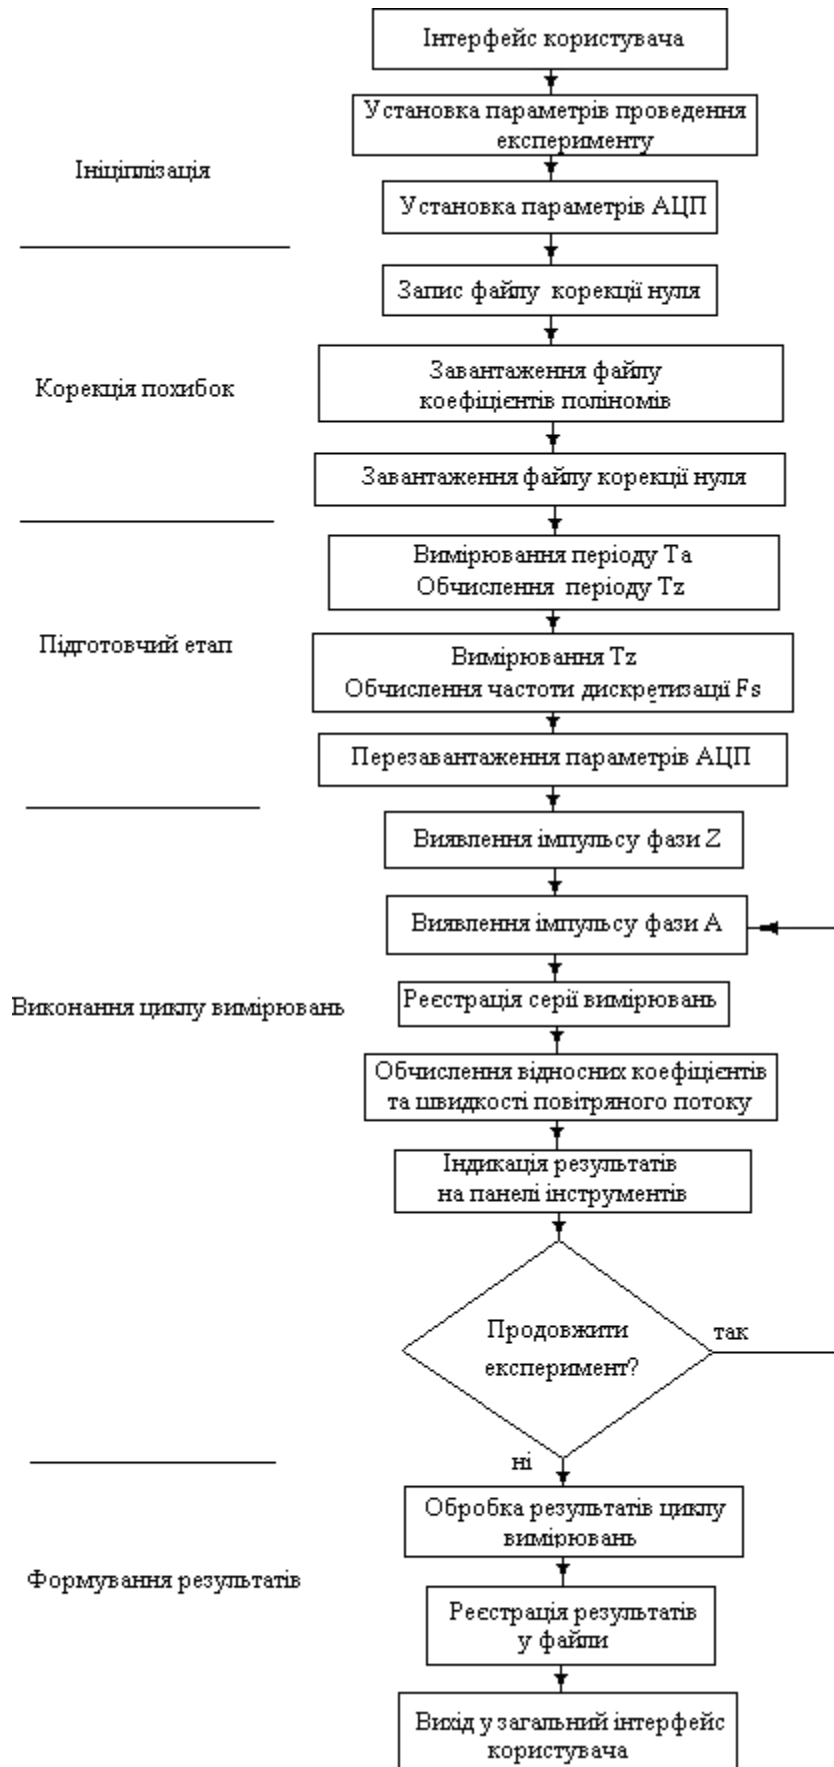 Інтерфейс користувача
Установка параметрів проведення
експерименту
Ініціплізація
Установка параметрів АЦП
Запис файлу корекції нуля
Корекція похибок
Завантаження файлу
коефіцієнтів поліномів
Завантаження файлу корекції нуля
Вимірювання періоду Ta
Обчислення періоду Tz
Підготовчий етап
Вимірювання Tz
Обчислення частоти дискретизації Fs
Перезавантаження параметрів АЦП
Виявлення імпульсу фази Z
Виявлення імпульсу фази А
Виконання циклу вимірювань
Реєстрація серії вимірювань
Обчислення відносних коефіцієнтів
та швидкості повітряного потоку
Індикація результатів
на панелі інструментів
Продовжити
експеримент?
так
ні
Обробка результатів циклу
вимірювань
Формування результатів
Реєстрація результатів
у файли
Вихід у загальний інтерфейс
користувача